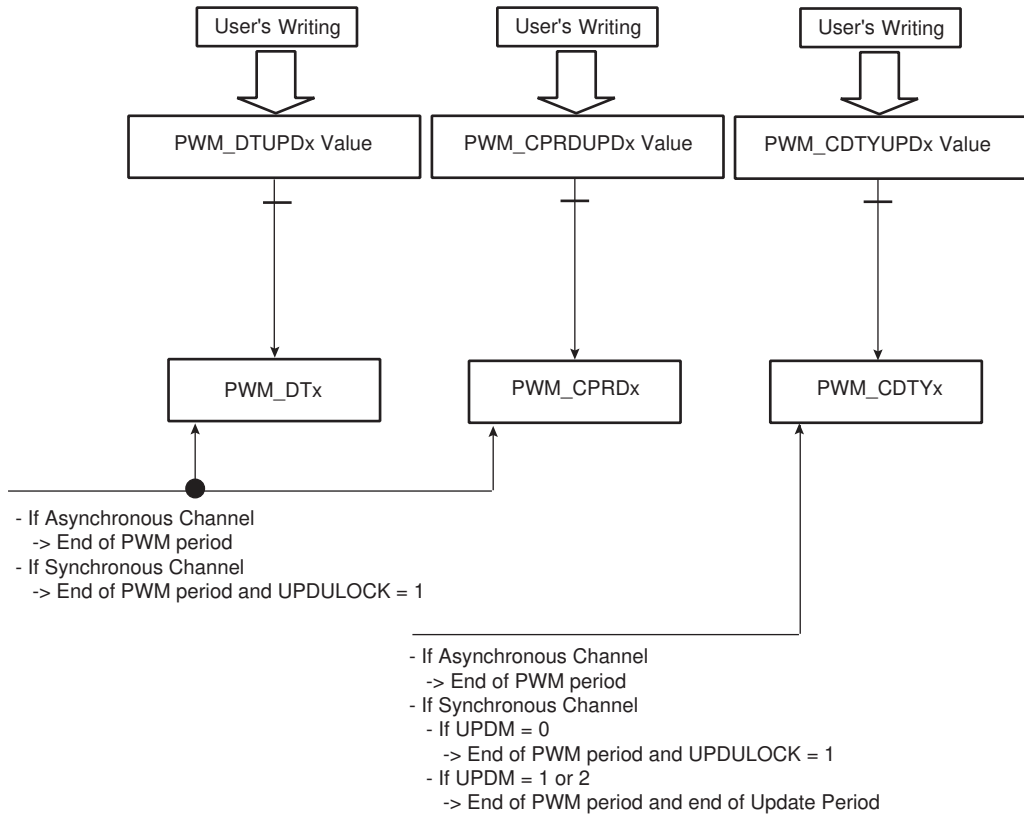 User's Writing
User's Writing
User's Writing
PWM_DTUPDx Value
PWM_CPRDUPDx Value
PWM_CDTYUPDx Value
PWM_DTx
PWM_CPRDx
PWM_CDTYx
- If Asynchronous Channel
-> End of PWM period
- If Synchronous Channel
-> End of PWM period and UPDULOCK = 1
- If Asynchronous Channel
-> End of PWM period
- If Synchronous Channel
- If UPDM = 0
-> End of PWM period and UPDULOCK = 1
- If UPDM = 1 or 2
-> End of PWM period and end of Update Period